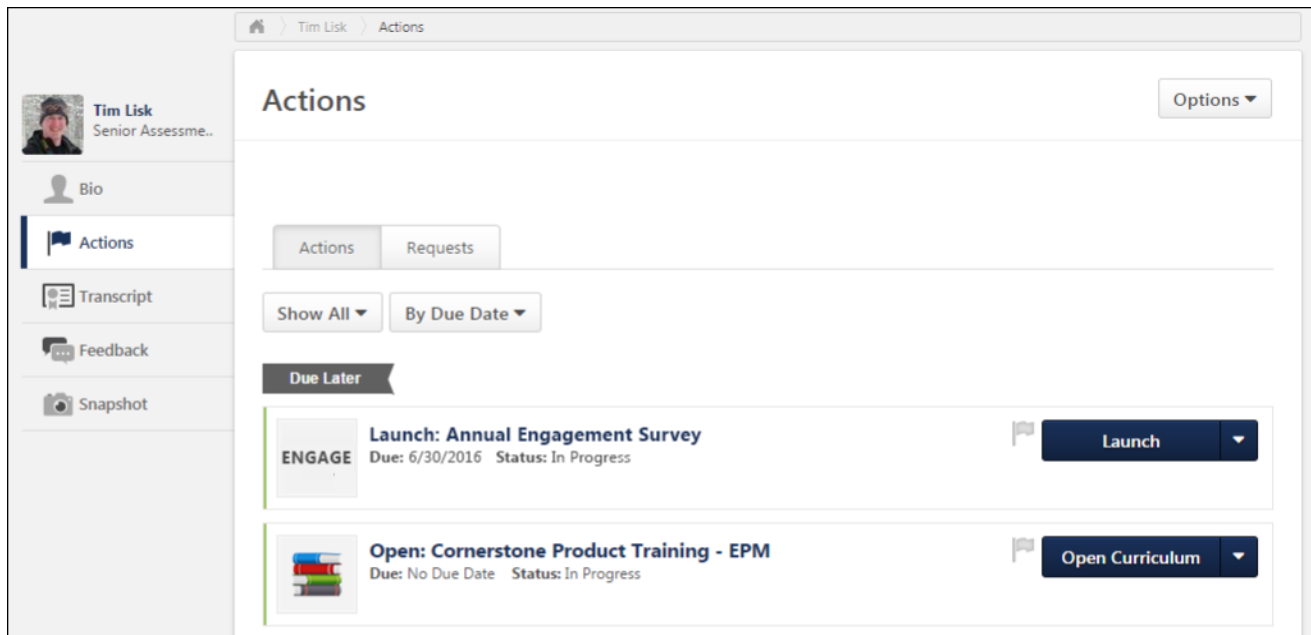 Tim Lisk Actions
Tim Lisk
Senior Assessme..
Bio
Actions
Transcript
Feedback
Snapshot
Actions
Options
Actions Requests
Show All By Due Date
Due Later
ENGAGE
Launch: Annual Engagement Survey
Due: 6/30/2016 Status: In Progress
Launch
Open: Cornerstone Product Training - EPM
Due: No Due Date Status: In Progress
Open Curriculum